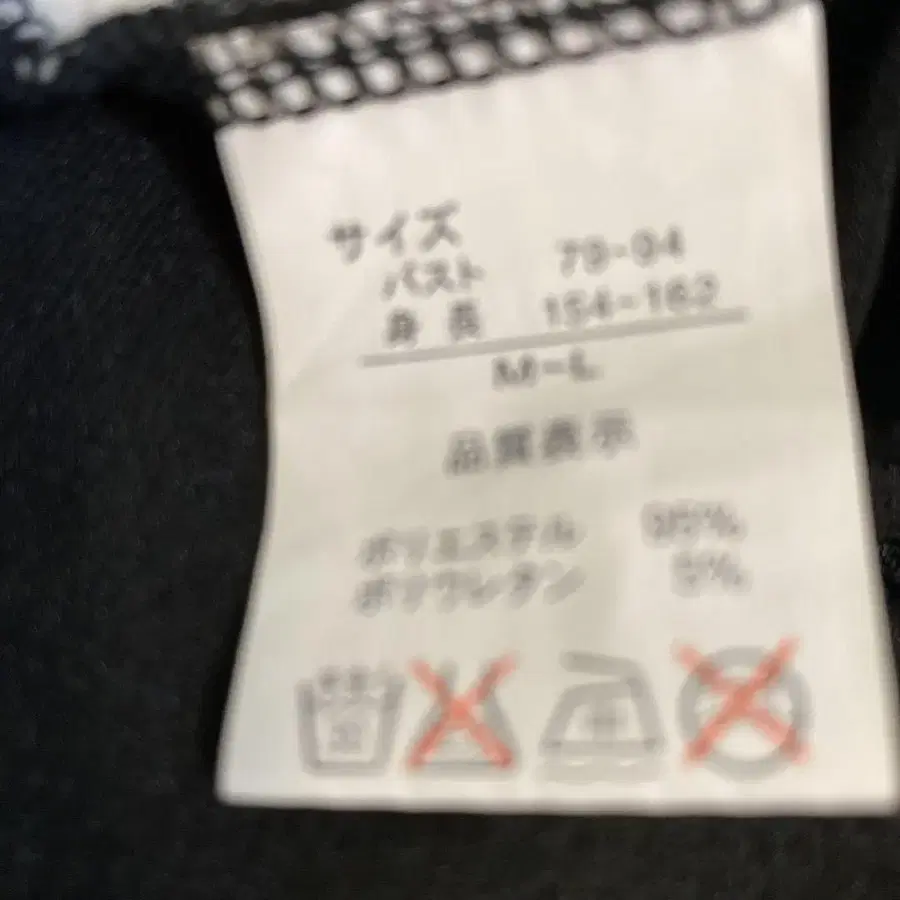 サイズ
バスト 79-94
身長 154-162
M-L
品質表示
ポリエステル 95%
ポリウレタン 5%